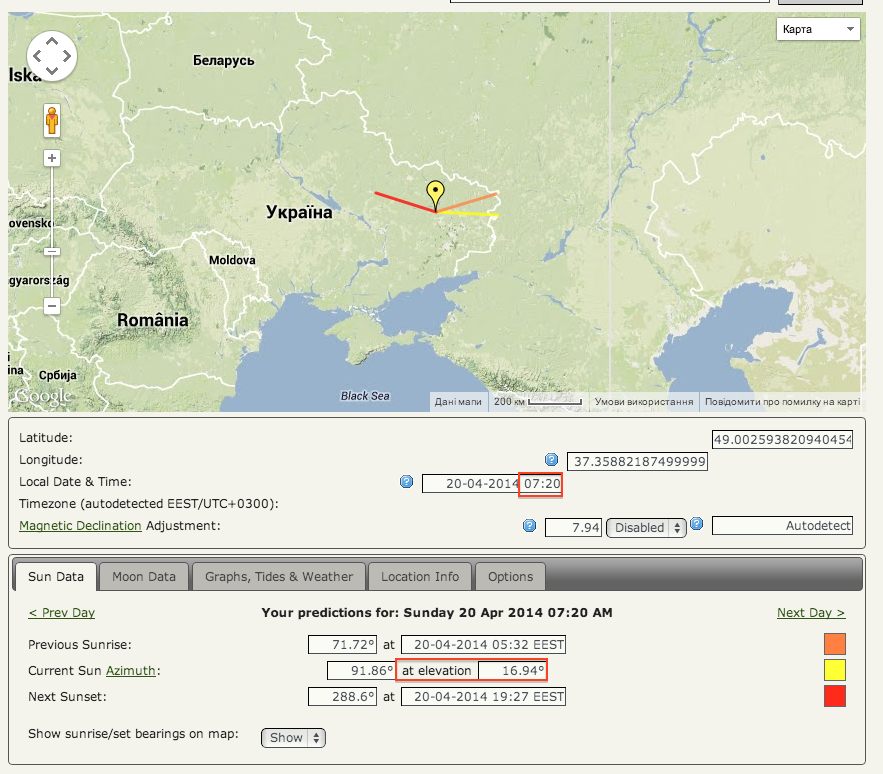 Карта
Беларусь
lska
Україна
ovensko
Moldova
gyarország
România
i
ina
Србија
Google
Black Sea
Дані мапи
200 км
Умови використання
Повідомити про помилку на карті
Latitude: 49.002593820940454
Longitude: 37.35882187499999
Local Date & Time: 20-04-2014 07:20
Timezone (autodetected EEST/UTC+0300):
Magnetic Declination Adjustment: 7.94 Disabled Autodetect
Sun Data Moon Data Graphs, Tides & Weather Location Info Options
< Prev Day Your predictions for: Sunday 20 Apr 2014 07:20 AM Next Day >
Previous Sunrise: 71.72° at 20-04-2014 05:32 EEST
Current Sun Azimuth: 91.86° at elevation 16.94°
Next Sunset: 288.6° at 20-04-2014 19:27 EEST
Show sunrise/set bearings on map: Show